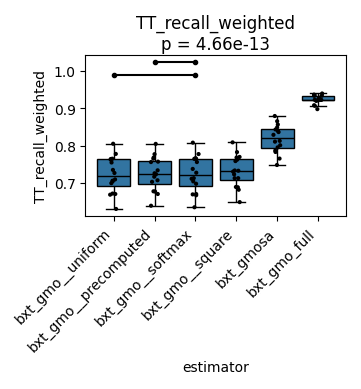 TT_recall_weighted
p = 4.66e-13
TT_recall_weighted
1.0
0.9
0.8
0.7
bxt_gmo__uniform
bxt_gmo__precomputed
bxt_gmo__softmax
bxt_gmo__square
bxt_gmosa
bxt_gmo_full
estimator